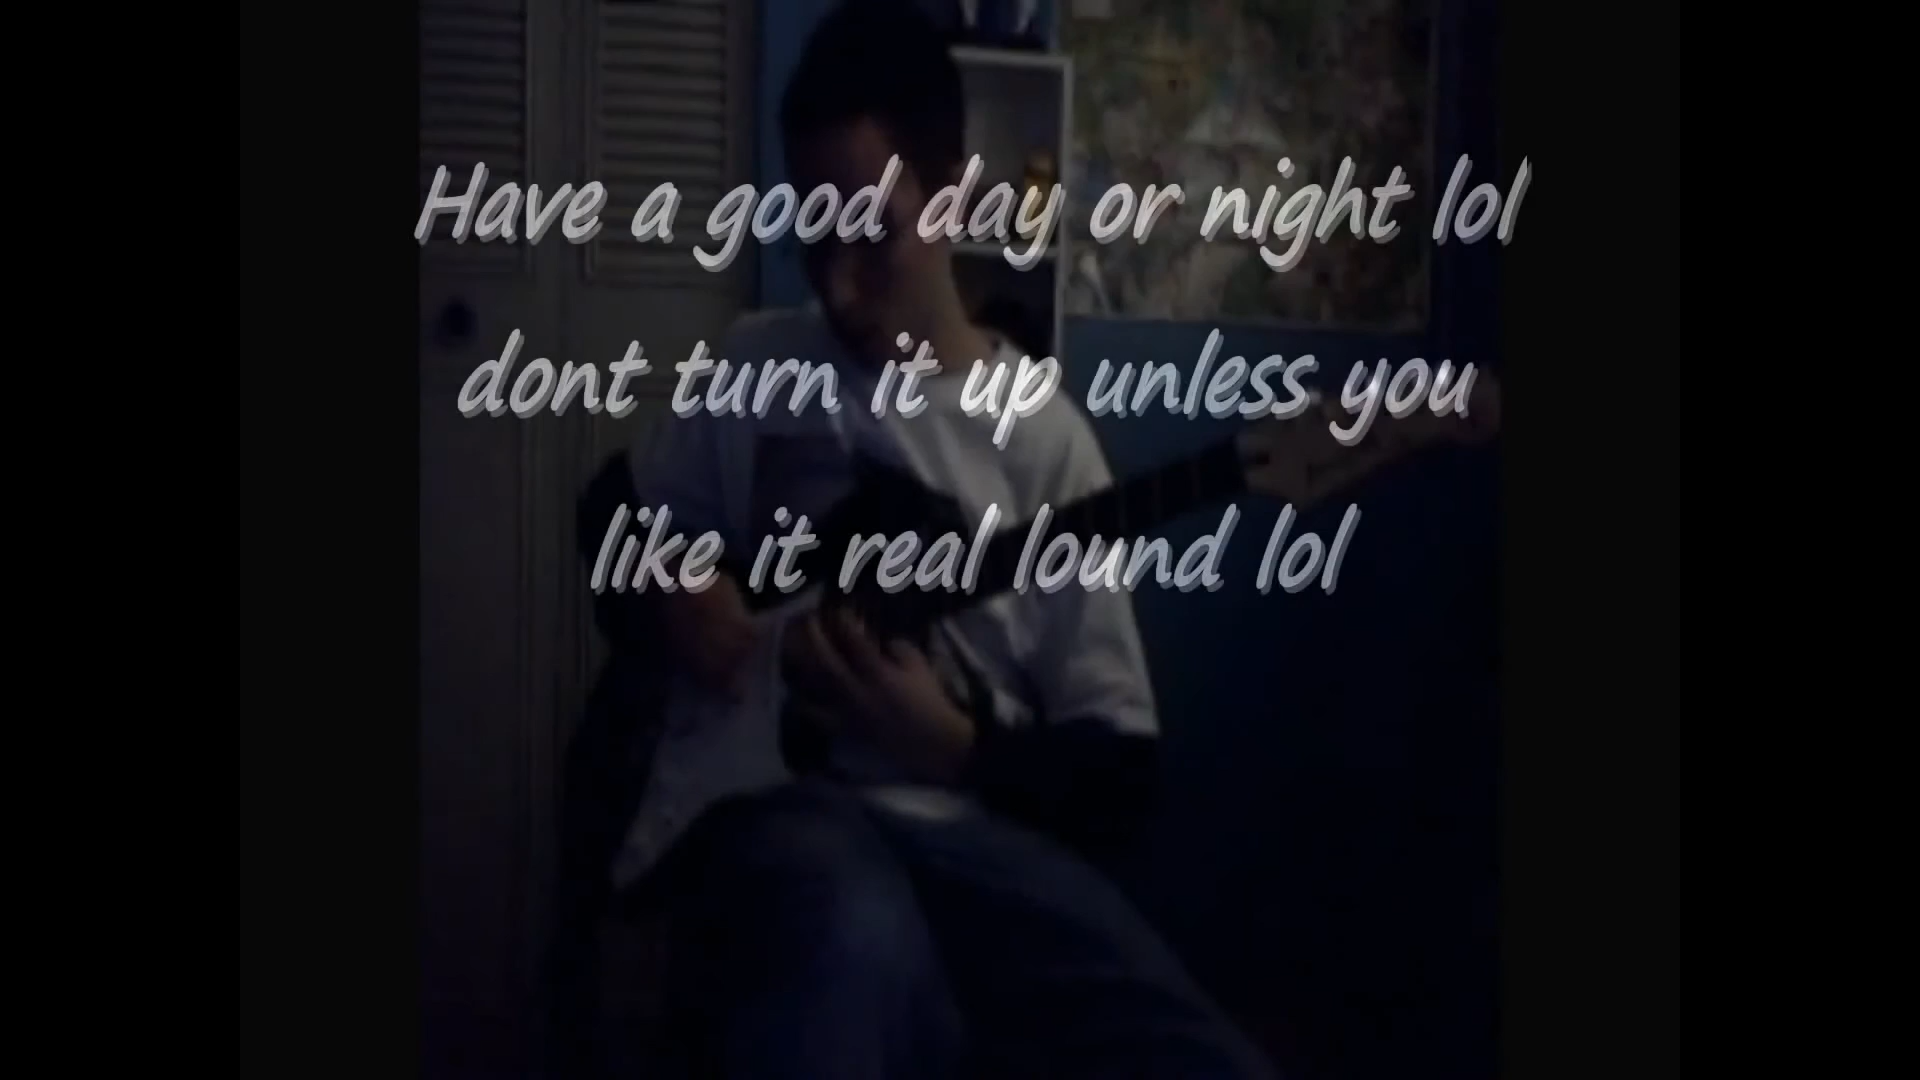 Have a good day or night lol
dont turn it up unless you
like it real lound lol